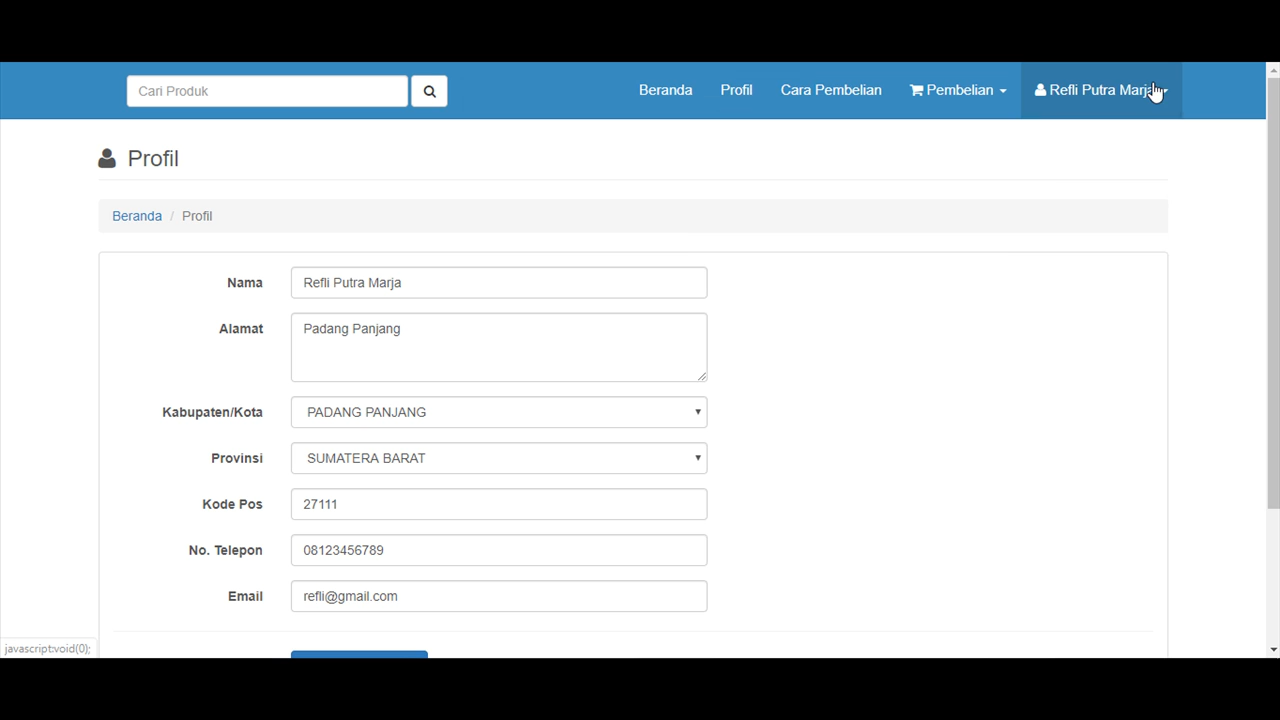 Cari Produk
Beranda
Profil
Cara Pembelian
Pembelian
Refli Putra Marja
Profil
Beranda / Profil
Nama
Refli Putra Marja
Alamat
Padang Panjang
Kabupaten/Kota
PADANG PANJANG
Provinsi
SUMATERA BARAT
Kode Pos
27111
No. Telepon
08123456789
Email
refli@gmail.com
javascript:void(0);